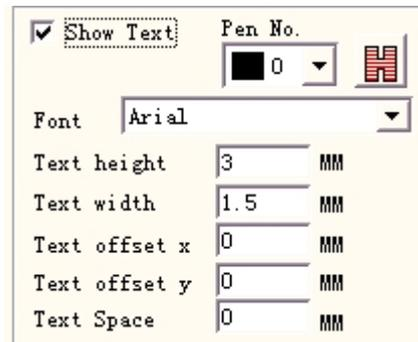 Show Text Pen No.
0
Font Arial
Text height 3 MM
Text width 1.5 MM
Text offset x 0 MM
Text offset y 0 MM
Text Space 0 MM